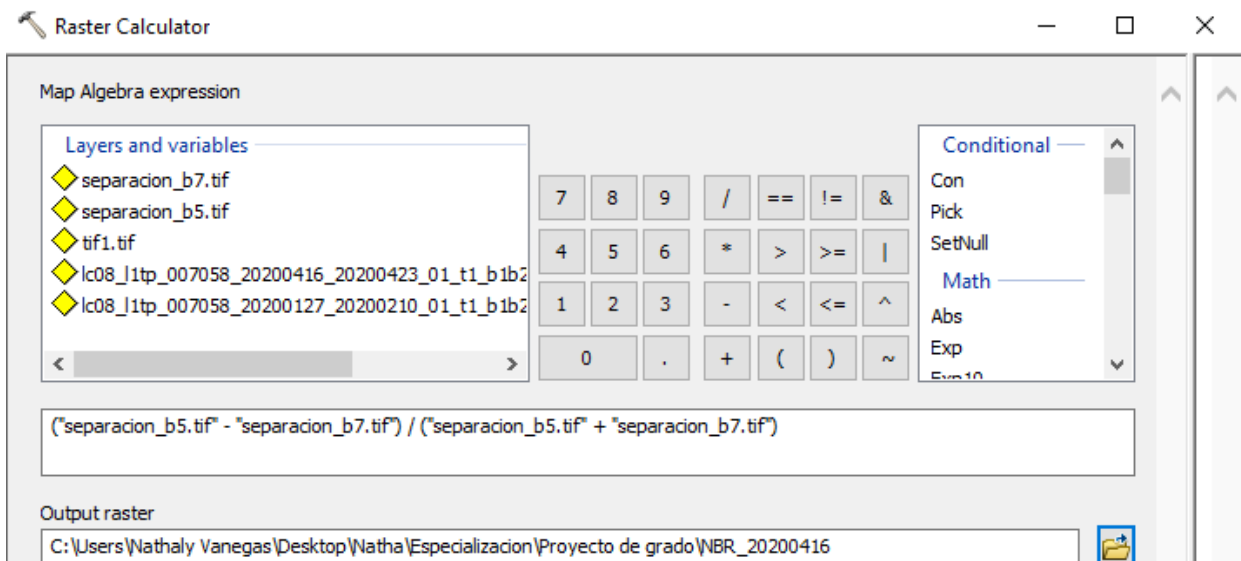 Raster Calculator
Map Algebra expression
Layers and variables
separacion_b7.tif
separacion_b5.tif
tif1.tif
lc08_l1tp_007058_20200416_20200423_01_t1_b1b2
lc08_l1tp_007058_20200127_20200210_01_t1_b1b2
7 8 9 / == != &
4 5 6 * > >= |
1 2 3 - < <= ^
0 . + ( ) ~
Conditional
Con
Pick
SetNull
Math
Abs
Exp
Exp10
("separacion_b5.tif" - "separacion_b7.tif") / ("separacion_b5.tif" + "separacion_b7.tif")
Output raster
C:\Users\Nathaly Vanegas\Desktop\Natha\Especializacion\Proyecto de grado\NBR_20200416